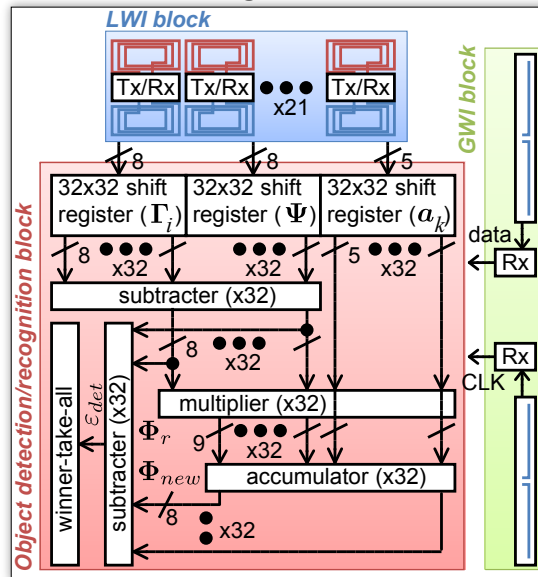 LWI block
Tx/Rx Tx/Rx Tx/Rx
x21
GWI block
8 8 5
32x32 shift register (Γi)
32x32 shift register (Ψ)
32x32 shift register (ak)
8 x32 x32 5 x32
data
Rx
subtracter (x32)
8 x32
Rx
CLK
Object detection/recognition block
winner-take-all
εdet
subtracter (x32)
multiplier (x32)
Φr
9 x32
Φnew
accumulator (x32)
8
x32